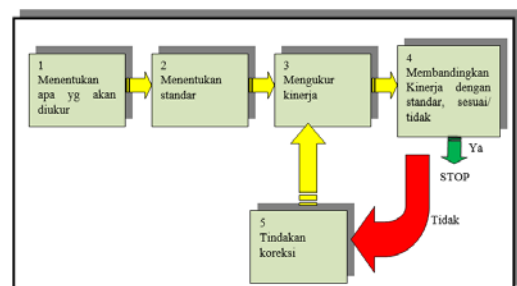 1
Menentukan
apa yg akan
diukur
2
Menentukan
standar
3
Mengukur
kinerja
4
Membandingkan
Kinerja dengan
standar, sesuai/
tidak
Ya
STOP
Tidak
5
Tindakan
koreksi